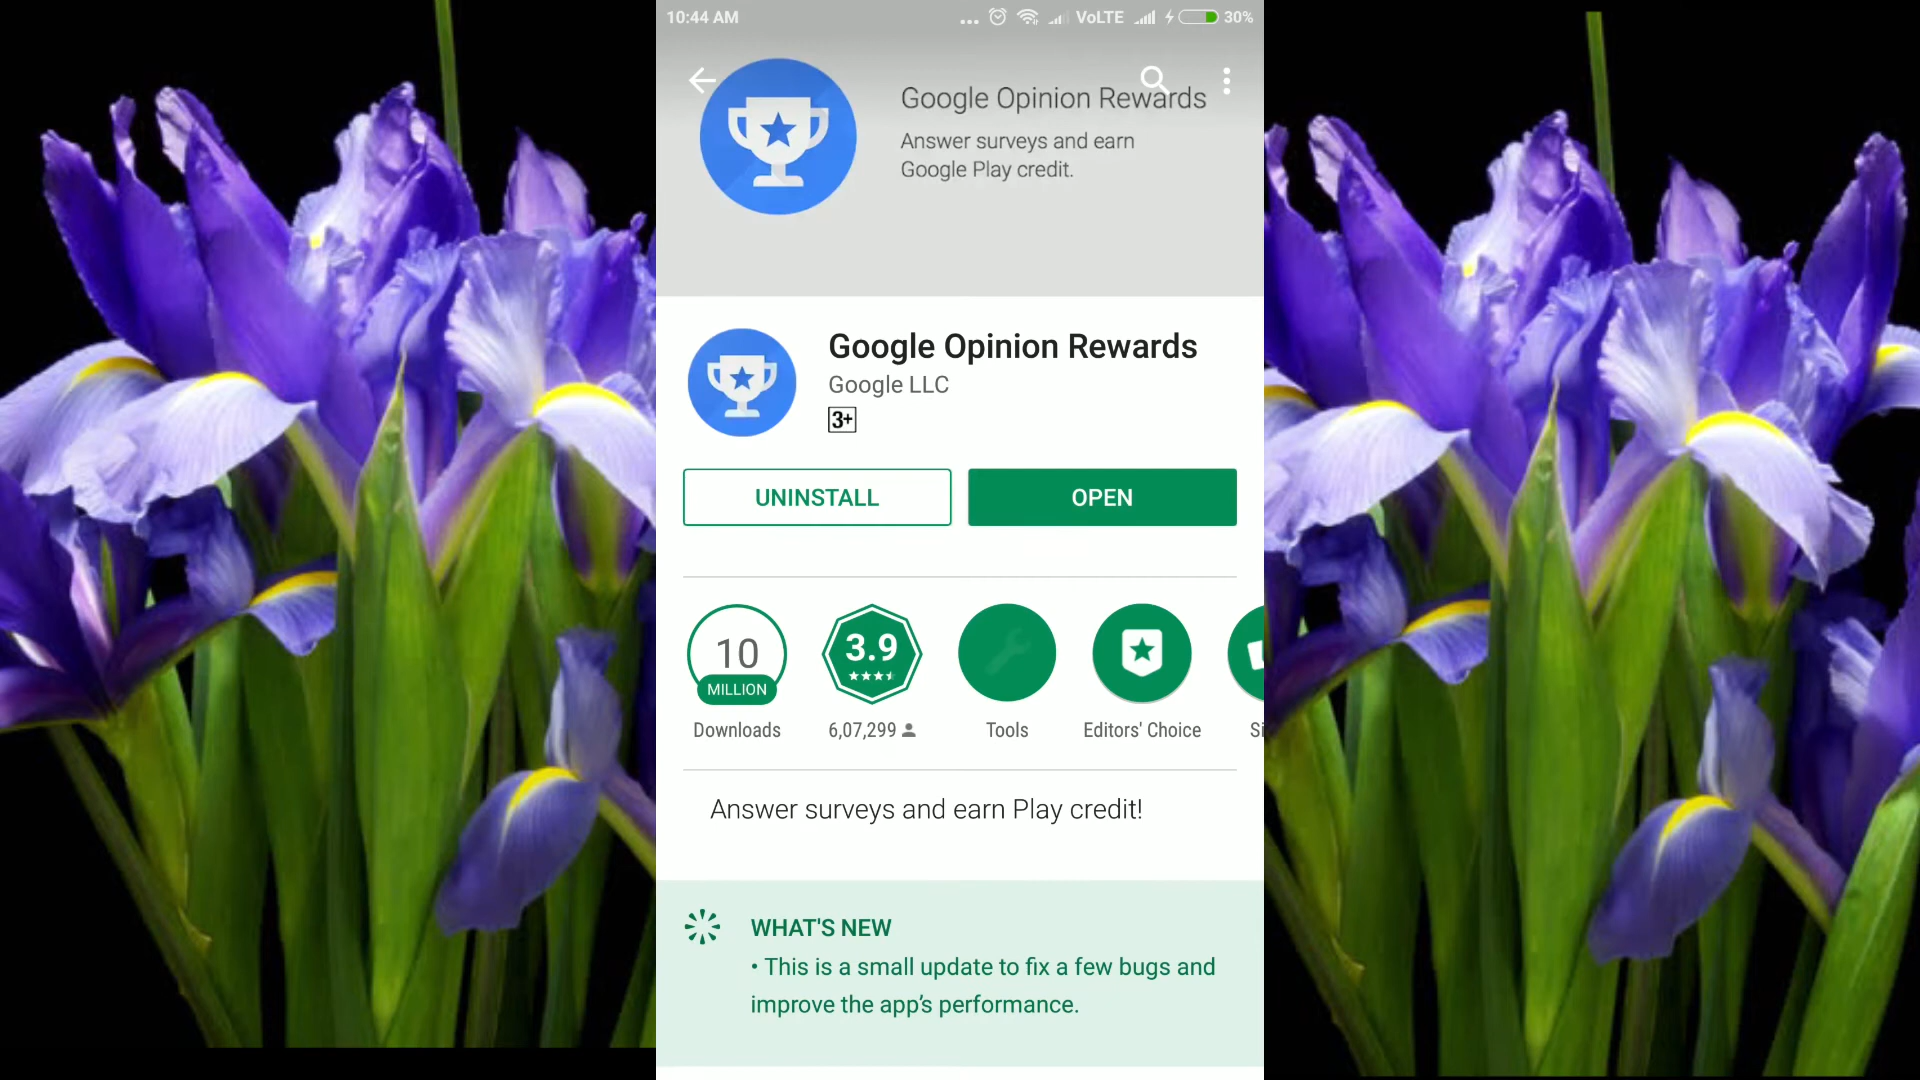 10:44 AM
VoLTE
30%
Google Opinion Rewards
Answer surveys and earn
Google Play credit.
Google Opinion Rewards
Google LLC
3+
UNINSTALL
OPEN
10
MILLION
Downloads
3.9
6,07,299
Tools
Editors' Choice
Answer surveys and earn Play credit!
WHAT'S NEW
• This is a small update to fix a few bugs and
improve the app's performance.